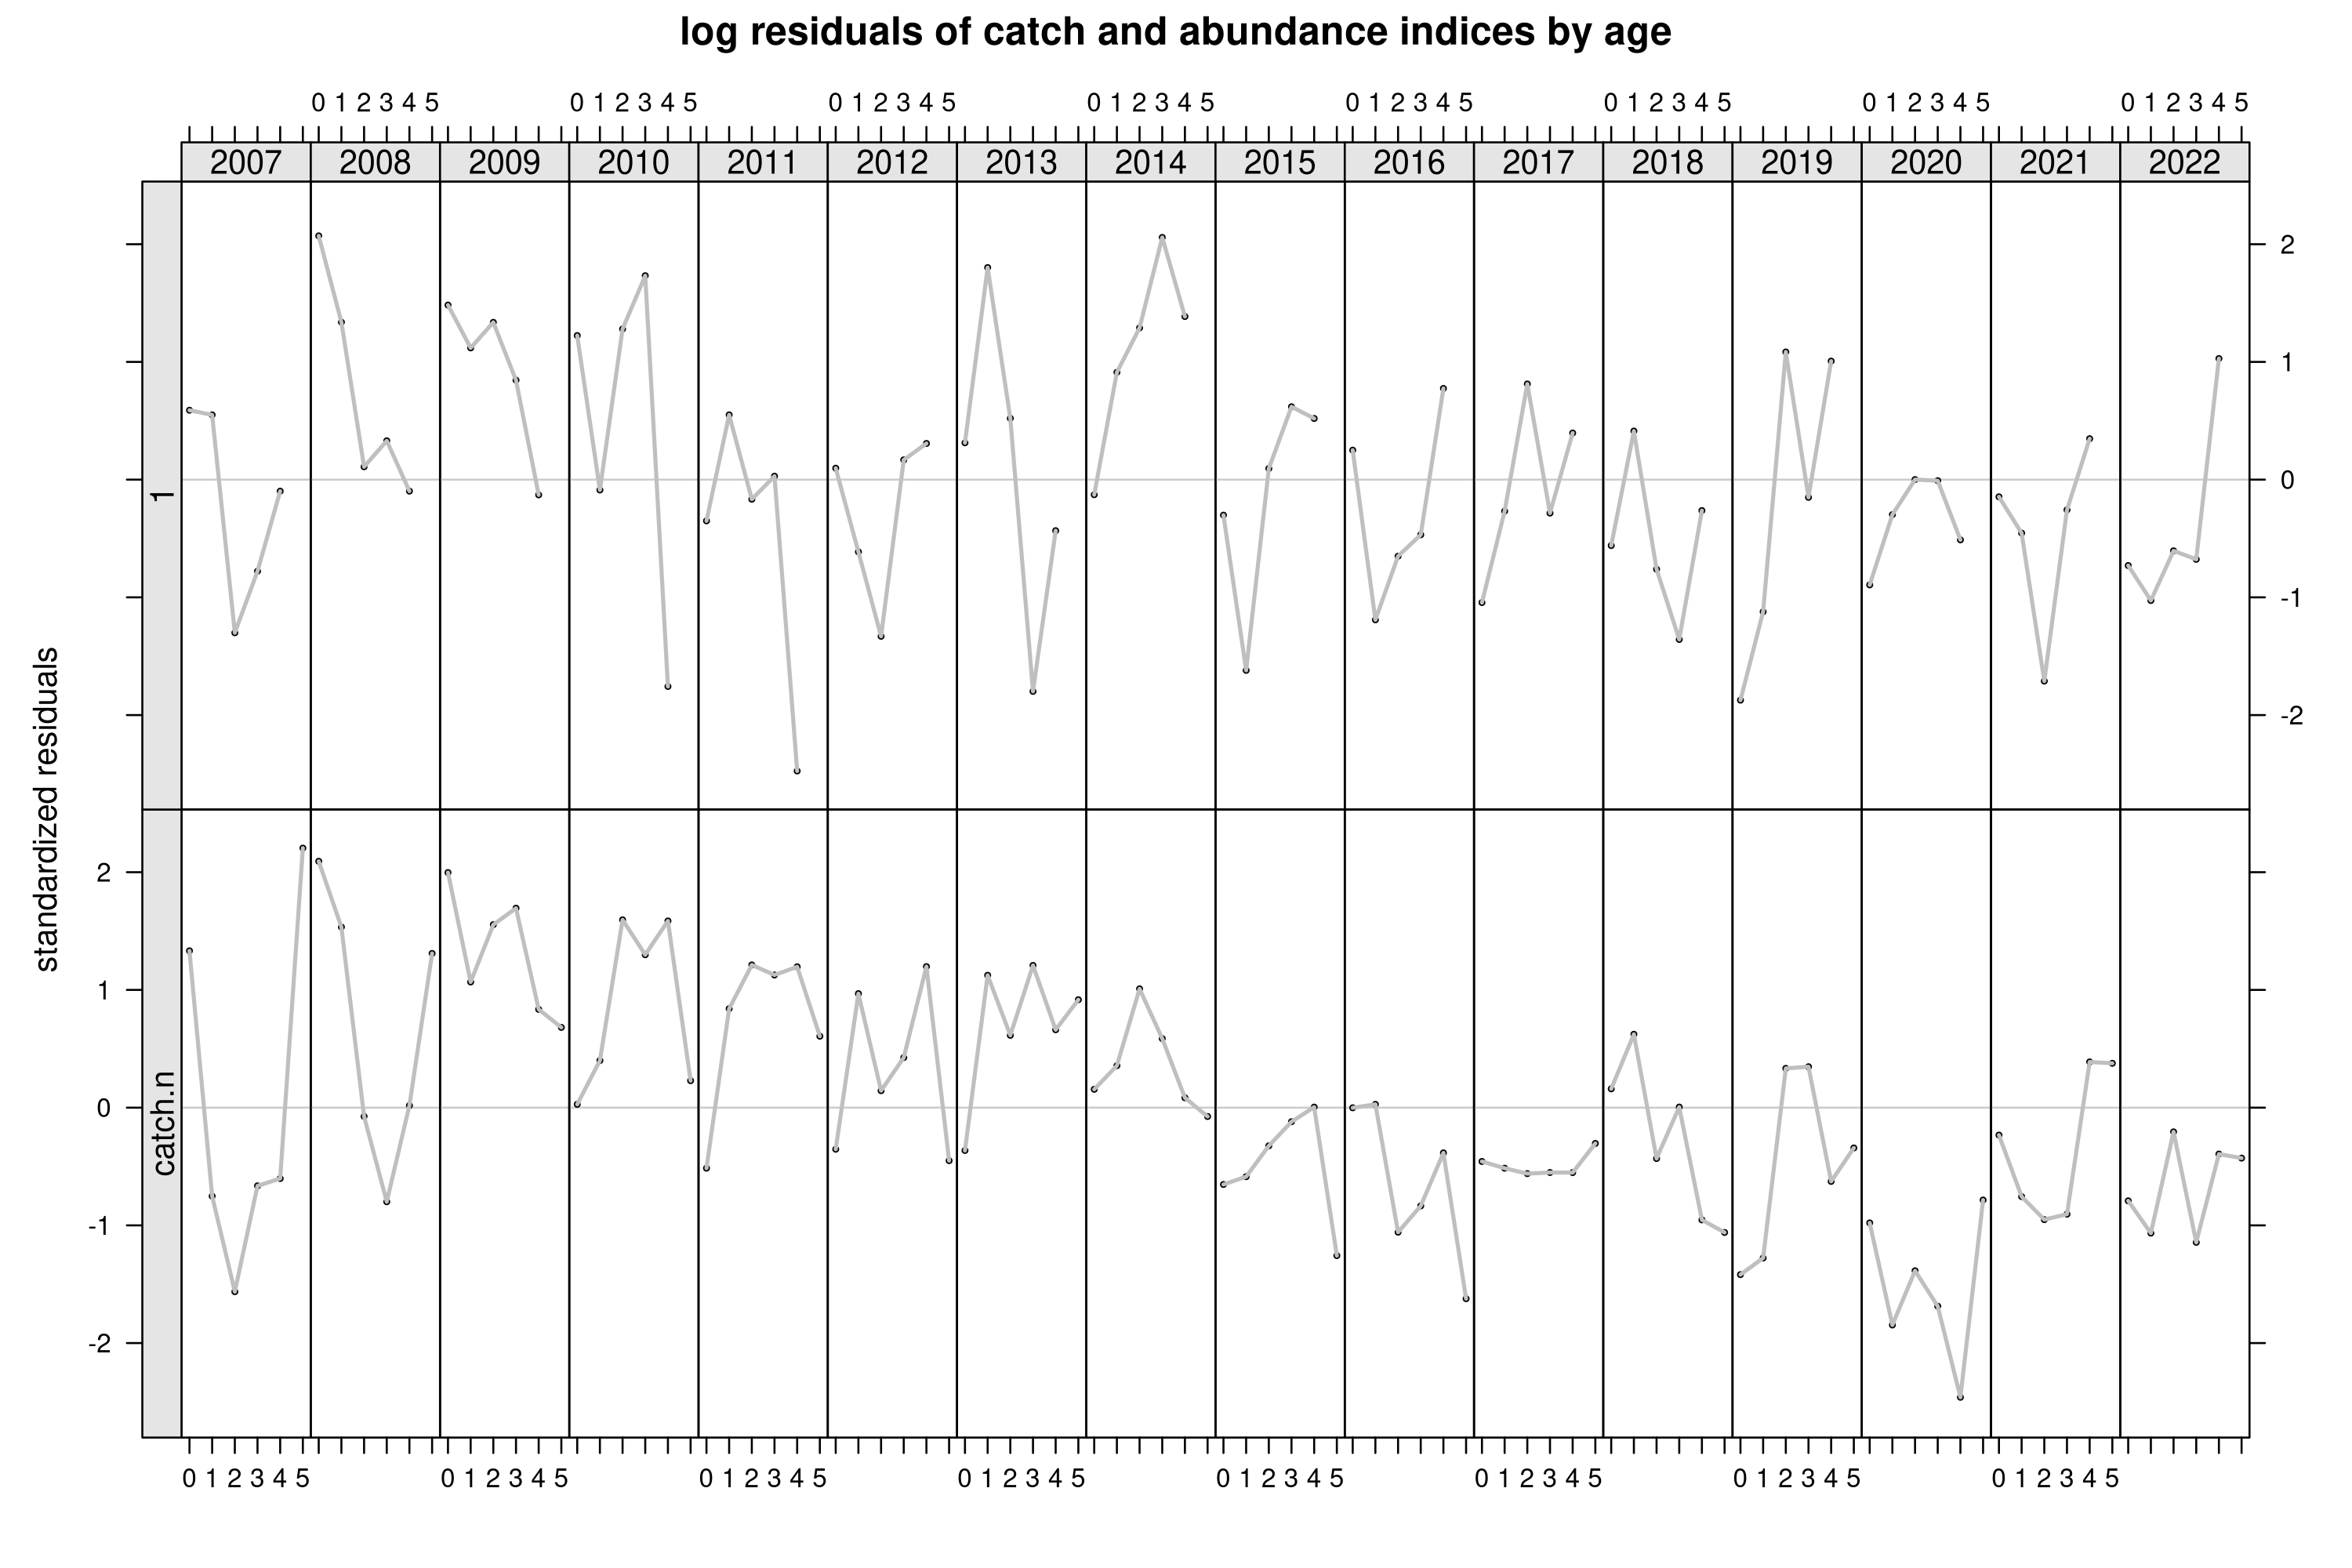 log residuals of catch and abundance indices by age
0 1 2 3 4 5 0 1 2 3 4 5 0 1 2 3 4 5 0 1 2 3 4 5 0 1 2 3 4 5 0 1 2 3 4 5 0 1 2 3 4 5 0 1 2 3 4 5
2007 2008 2009 2010 2011 2012 2013 2014 2015 2016 2017 2018 2019 2020 2021 2022
standardized residuals
1
2
1
0
-1
-2
catch.n
2
1
0
-1
-2
0 1 2 3 4 5 0 1 2 3 4 5 0 1 2 3 4 5 0 1 2 3 4 5 0 1 2 3 4 5 0 1 2 3 4 5 0 1 2 3 4 5 0 1 2 3 4 5